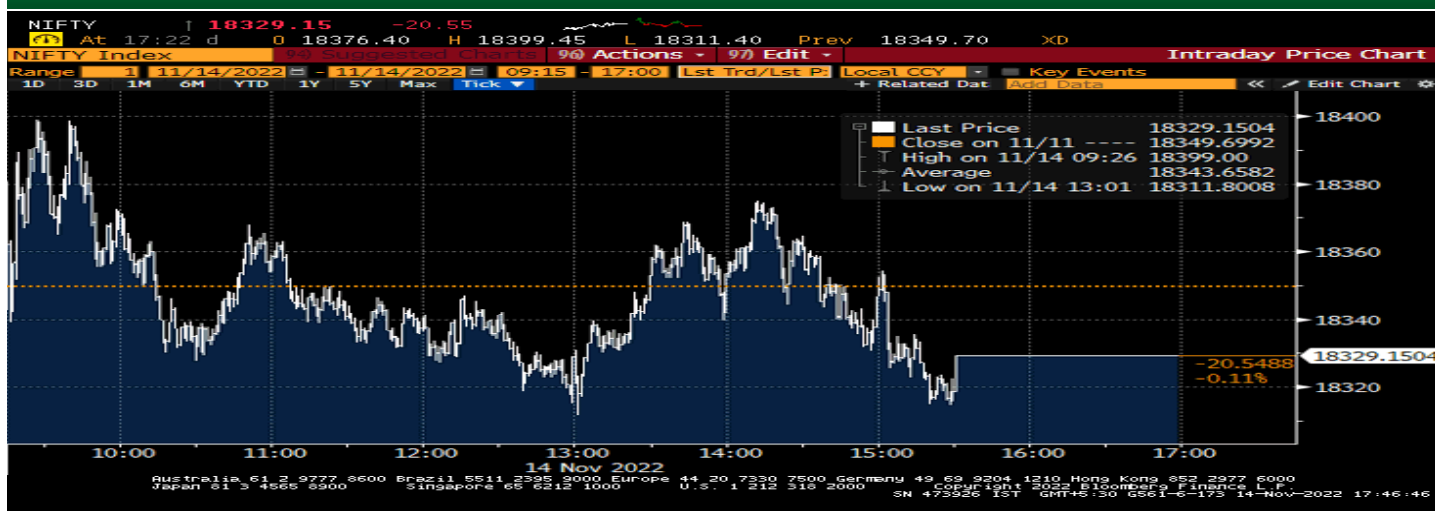 NIFTY ↑ 18329.15 -20.55
At 17:22 d O 18376.40 H 18399.45 L 18311.40 Prev 18349.70 XD
NIFTY Index 94) Suggested Charts 96) Actions 97) Edit Intraday Price Chart
Range 1 11/14/2022 - 11/14/2022 09:15 - 17:00 Lst Trd/Lst P: Local CCY Key Events
1D 3D 1M 6M YTD 1Y 5Y Max Tick ▼ + Related Dat Add Data << Edit Chart
Last Price 18329.1504
Close on 11/11 ---- 18349.6992
High on 11/14 09:26 18399.00
Average 18343.6582
Low on 11/14 13:01 18311.8008
18400
18380
18360
18340
18329.1504
-20.5488
-0.11%
18320
10:00 11:00 12:00 13:00 14:00 15:00 16:00 17:00
14 Nov 2022
Australia 61 2 9777 8600 Brazil 5511 2395 9000 Europe 44 20 7330 7500 Germany 49 69 9204 1210 Hong Kong 852 2977 6000
Japan 81 3 4565 8900 Singapore 65 6212 1000 U.S. 1 212 318 2000 Copyright 2022 Bloomberg Finance L.P.
SN 473926 IST GMT+5:30 G561-6-173 14-Nov-2022 17:46:46